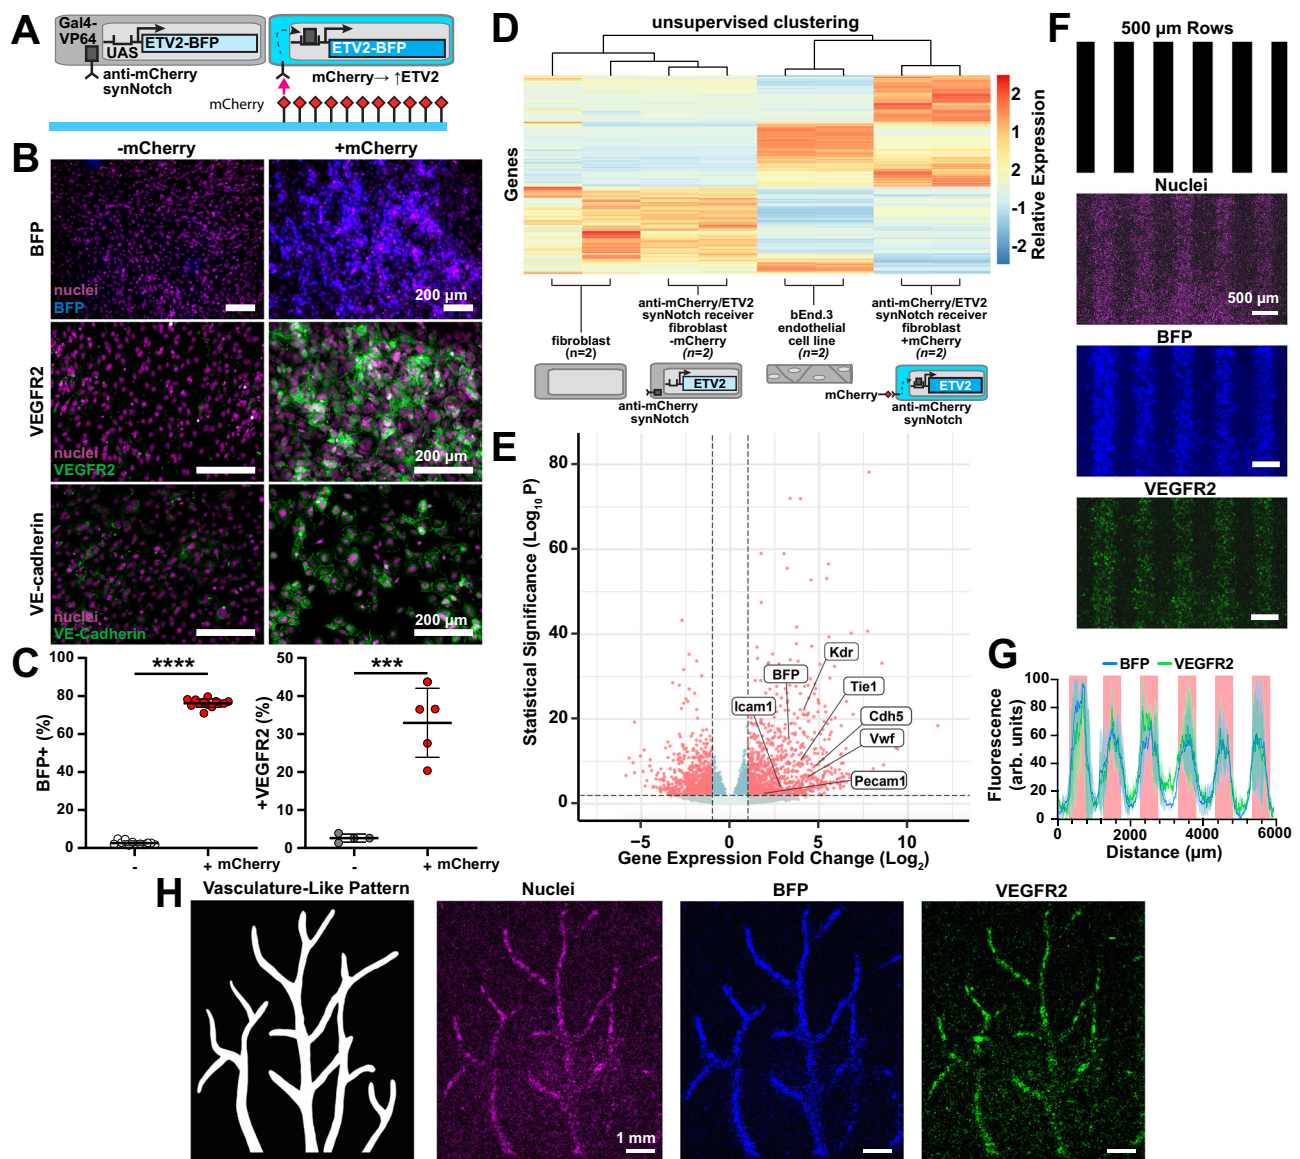 A
Gal4-
VP64
UAS
ETV2-BFP
ETV2-BFP
anti-mCherry
synNotch
mCherry→ ↑ETV2
mCherry
B
-mCherry
+mCherry
BFP
nuclei
BFP
200 µm
VEGFR2
nuclei
VEGFR2
200 µm
VE-cadherin
nuclei
VE-Cadherin
200 µm
C
BFP+ (%)
100
80
60
40
20
0
****
- + mCherry
+VEGFR2 (%)
50
40
30
20
10
0
***
- + mCherry
D
unsupervised clustering
Genes
2
1
2
-1
-2
Relative Expression
fibroblast
(n=2)
anti-mCherry/ETV2
synNotch receiver
fibroblast
-mCherry
(n=2)
ETV2
anti-mCherry
synNotch
bEnd.3
endothelial
cell line
(n=2)
anti-mCherry/ETV2
synNotch receiver
fibroblast
+mCherry
(n=2)
mCherry
ETV2
anti-mCherry
synNotch
E
Statistical Significance (Log10 P)
80
60
40
20
0
Kdr
BFP
Tie1
Icam1
Cdh5
Vwf
Pecam1
-5 0 5 10
Gene Expression Fold Change (Log2)
F
500 µm Rows
Nuclei
500 µm
BFP
VEGFR2
G
BFP VEGFR2
Fluorescence
(arb. units)
100
80
60
40
20
0
0 2000 4000 6000
Distance (µm)
H
Vasculature-Like Pattern
Nuclei
1 mm
BFP
VEGFR2